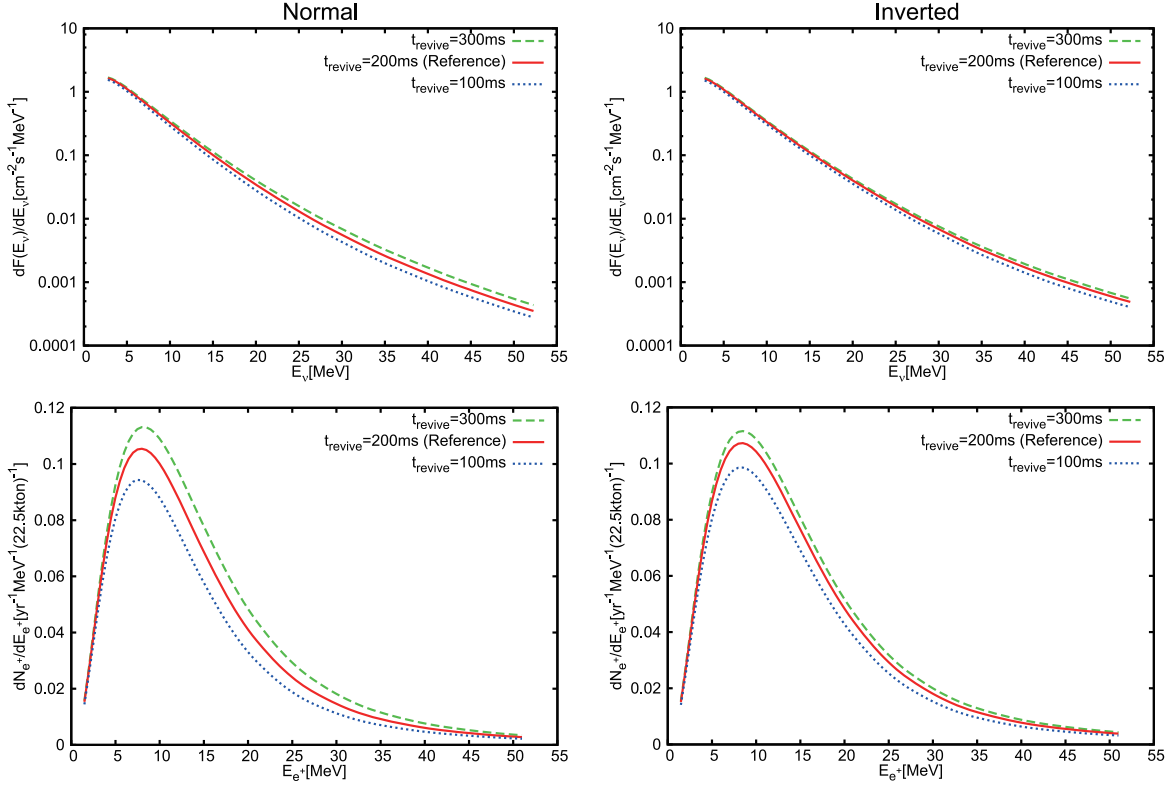 Normal
Inverted
10
1
0.1
0.01
0.001
0.0001
dF(Eν)/dEν[cm⁻²s⁻¹MeV⁻¹]
t_revive=300ms
t_revive=200ms (Reference)
t_revive=100ms
0 5 10 15 20 25 30 35 40 45 50 55
Eν[MeV]
10
1
0.1
0.01
0.001
0.0001
dF(Eν)/dEν[cm⁻²s⁻¹MeV⁻¹]
t_revive=300ms
t_revive=200ms (Reference)
t_revive=100ms
0 5 10 15 20 25 30 35 40 45 50 55
Eν[MeV]
0.12
0.1
0.08
0.06
0.04
0.02
0
dN_e⁺/dE_e⁺[yr⁻¹MeV⁻¹(22.5kton)⁻¹]
t_revive=300ms
t_revive=200ms (Reference)
t_revive=100ms
0 5 10 15 20 25 30 35 40 45 50 55
E_e⁺[MeV]
0.12
0.1
0.08
0.06
0.04
0.02
0
dN_e⁺/dE_e⁺[yr⁻¹MeV⁻¹(22.5kton)⁻¹]
t_revive=300ms
t_revive=200ms (Reference)
t_revive=100ms
0 5 10 15 20 25 30 35 40 45 50 55
E_e⁺[MeV]